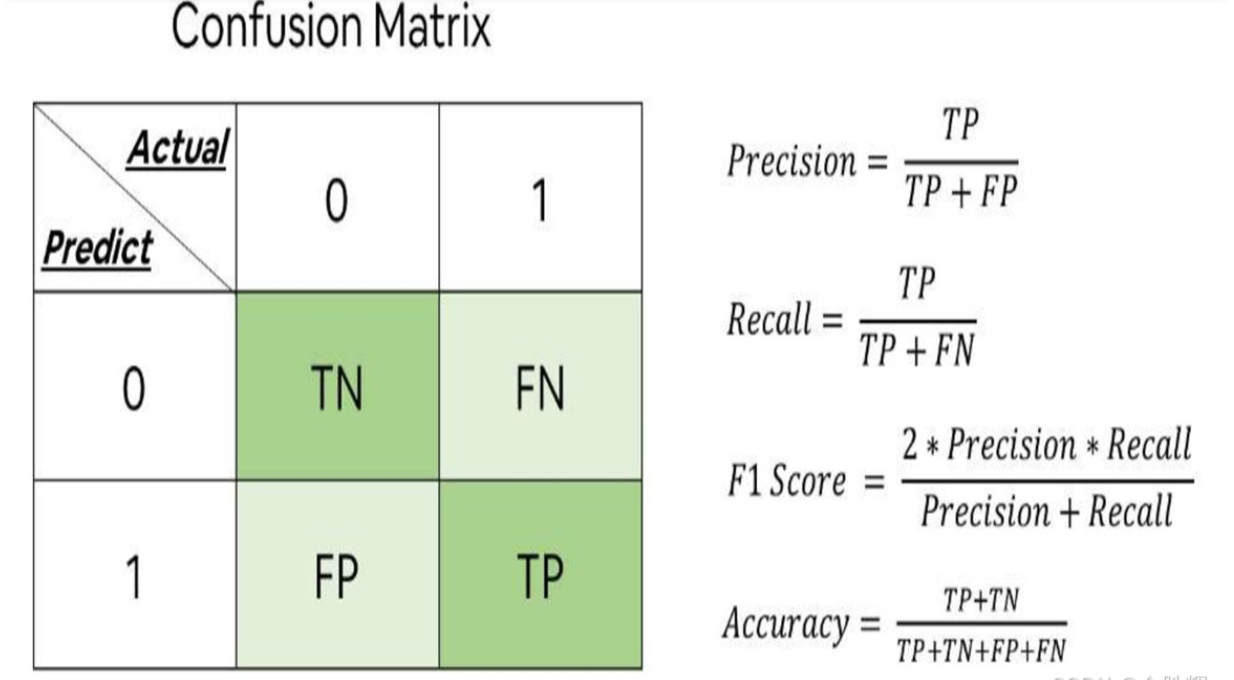 Confusion Matrix
Actual
Predict
0
1
0
TN
FN
1
FP
TP
Precision = TP / TP + FP
Recall = TP / TP + FN
F1 Score = 2 * Precision * Recall / Precision + Recall
Accuracy = TP+TN / TP+TN+FP+FN